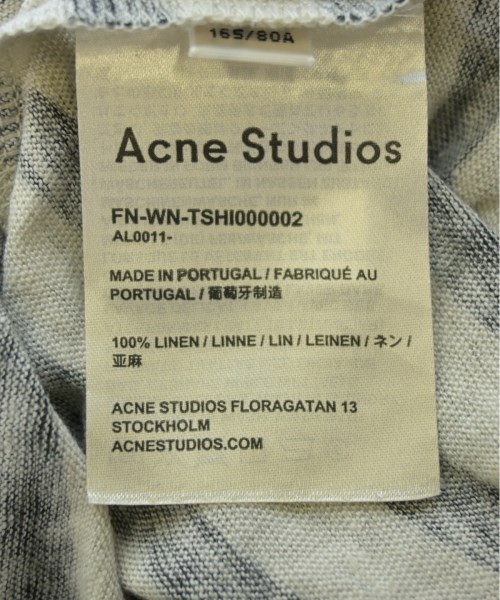 165/80A
Acne Studios
FN-WN-TSHI000002
AL0011-
MADE IN PORTUGAL / FABRIQUÉ AU
PORTUGAL / 葡萄牙制造
100% LINEN / LINNE / LIN / LEINEN / ネン /
亚麻
ACNE STUDIOS FLORAGATAN 13
STOCKHOLM
ACNESTUDIOS.COM